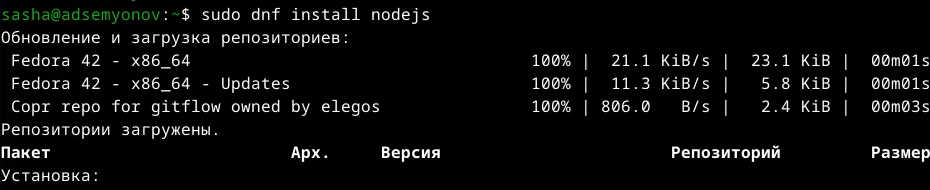 sasha@adsemyonov:~$ sudo dnf install nodejs
Обновление и загрузка репозиториев:
Fedora 42 - x86_64 100% | 21.1 KiB/s | 23.1 KiB | 00m01s
Fedora 42 - x86_64 - Updates 100% | 11.3 KiB/s | 5.8 KiB | 00m01s
Copr repo for gitflow owned by elegos 100% | 806.0 B/s | 2.4 KiB | 00m03s
Репозитории загружены.
Пакет Арх. Версия Репозиторий Размер
Установка: